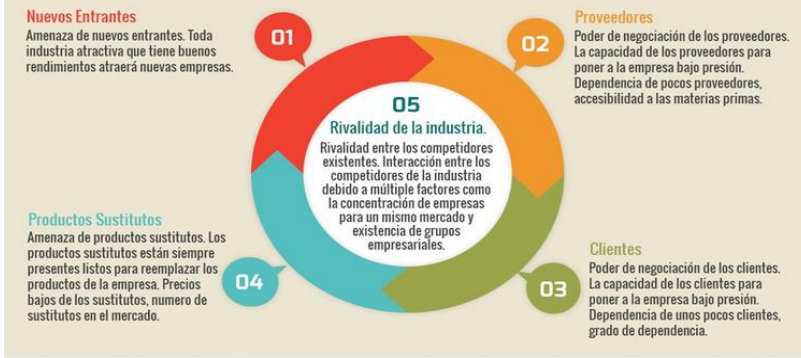 Nuevos Entrantes
Amenaza de nuevos entrantes. Toda
industria atractiva que tiene buenos
rendimientos atraerá nuevas empresas.
01
02
Proveedores
Poder de negociación de los proveedores.
La capacidad de los proveedores para
poner a la empresa bajo presión.
Dependencia de pocos proveedores,
accesibilidad a las materias primas.
05
Rivalidad de la industria.
Rivalidad entre los competidores
existentes. Interacción entre los
competidores de la industria
debido a múltiple factores como
la concentración de empresas
para un mismo mercado y
existencia de grupos
empresariales.
Productos Sustitutos
Amenaza de productos sustitutos. Los
productos sustitutos están siempre
presentes listos para reemplazar los
productos de la empresa. Precios
bajos de los sustitutos, numero de
sustitutos en el mercado.
04
03
Clientes
Poder de negociación de los clientes.
La capacidad de los clientes para
poner a la empresa bajo presión.
Dependencia de unos pocos clientes,
grado de dependencia.